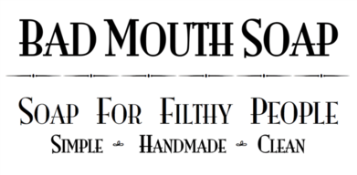 Bad Mouth Soap
Soap For Filthy People
Simple ~ Handmade ~ Clean